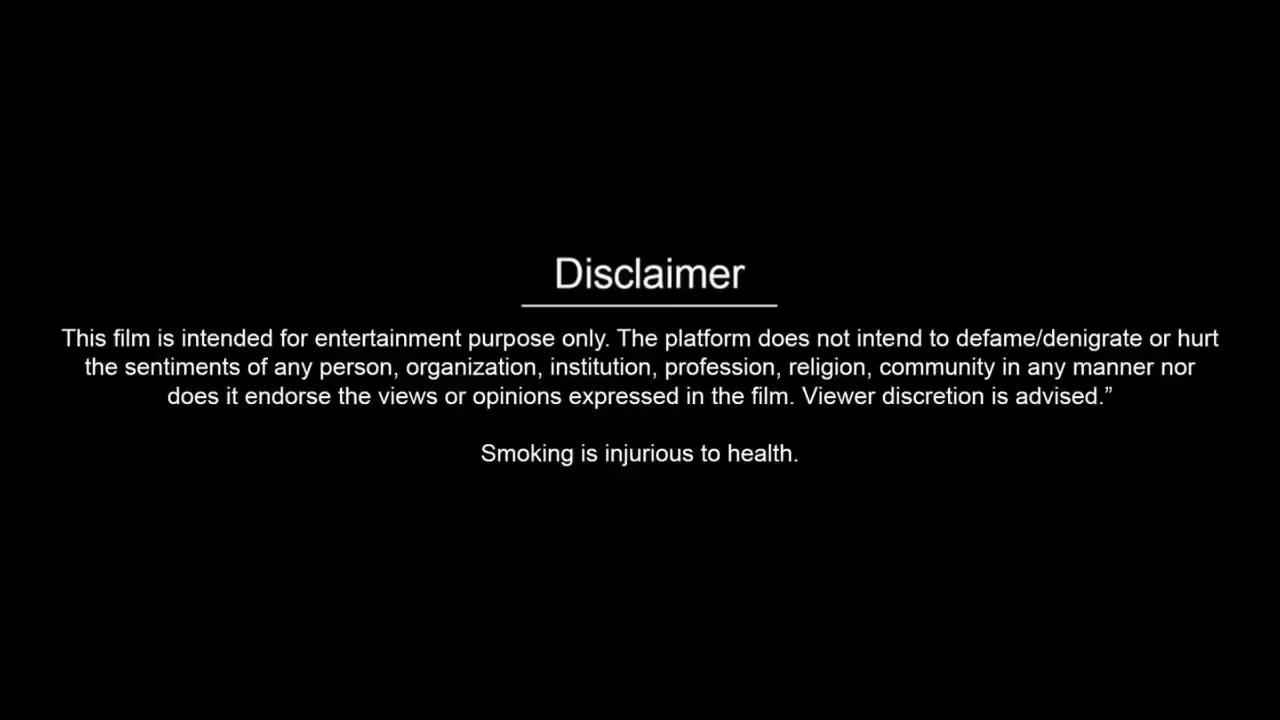 Disclaimer
This film is intended for entertainment purpose only. The platform does not intend to defame/denigrate or hurt
the sentiments of any person, organization, institution, profession, religion, community in any manner nor
does it endorse the views or opinions expressed in the film. Viewer discretion is advised.”
Smoking is injurious to health.